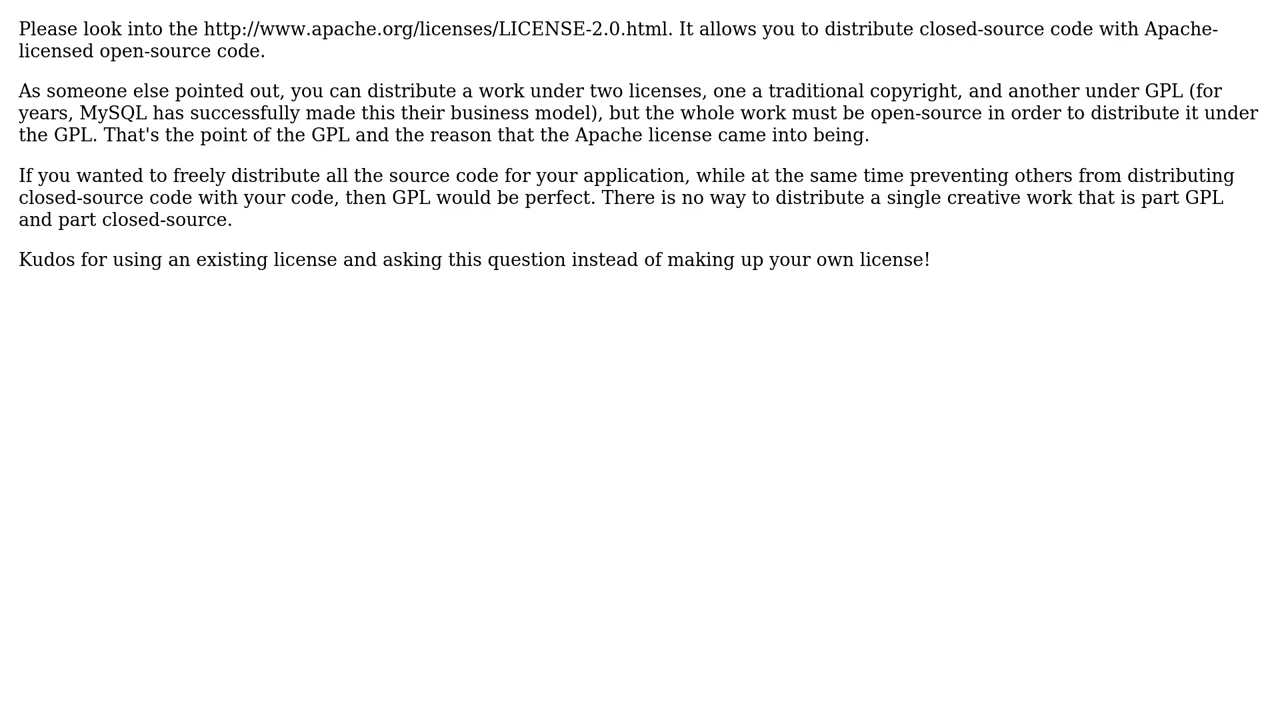 Please look into the http://www.apache.org/licenses/LICENSE-2.0.html. It allows you to distribute closed-source code with Apache-
licensed open-source code.
As someone else pointed out, you can distribute a work under two licenses, one a traditional copyright, and another under GPL (for
years, MySQL has successfully made this their business model), but the whole work must be open-source in order to distribute it under
the GPL. That's the point of the GPL and the reason that the Apache license came into being.
If you wanted to freely distribute all the source code for your application, while at the same time preventing others from distributing
closed-source code with your code, then GPL would be perfect. There is no way to distribute a single creative work that is part GPL
and part closed-source.
Kudos for using an existing license and asking this question instead of making up your own license!